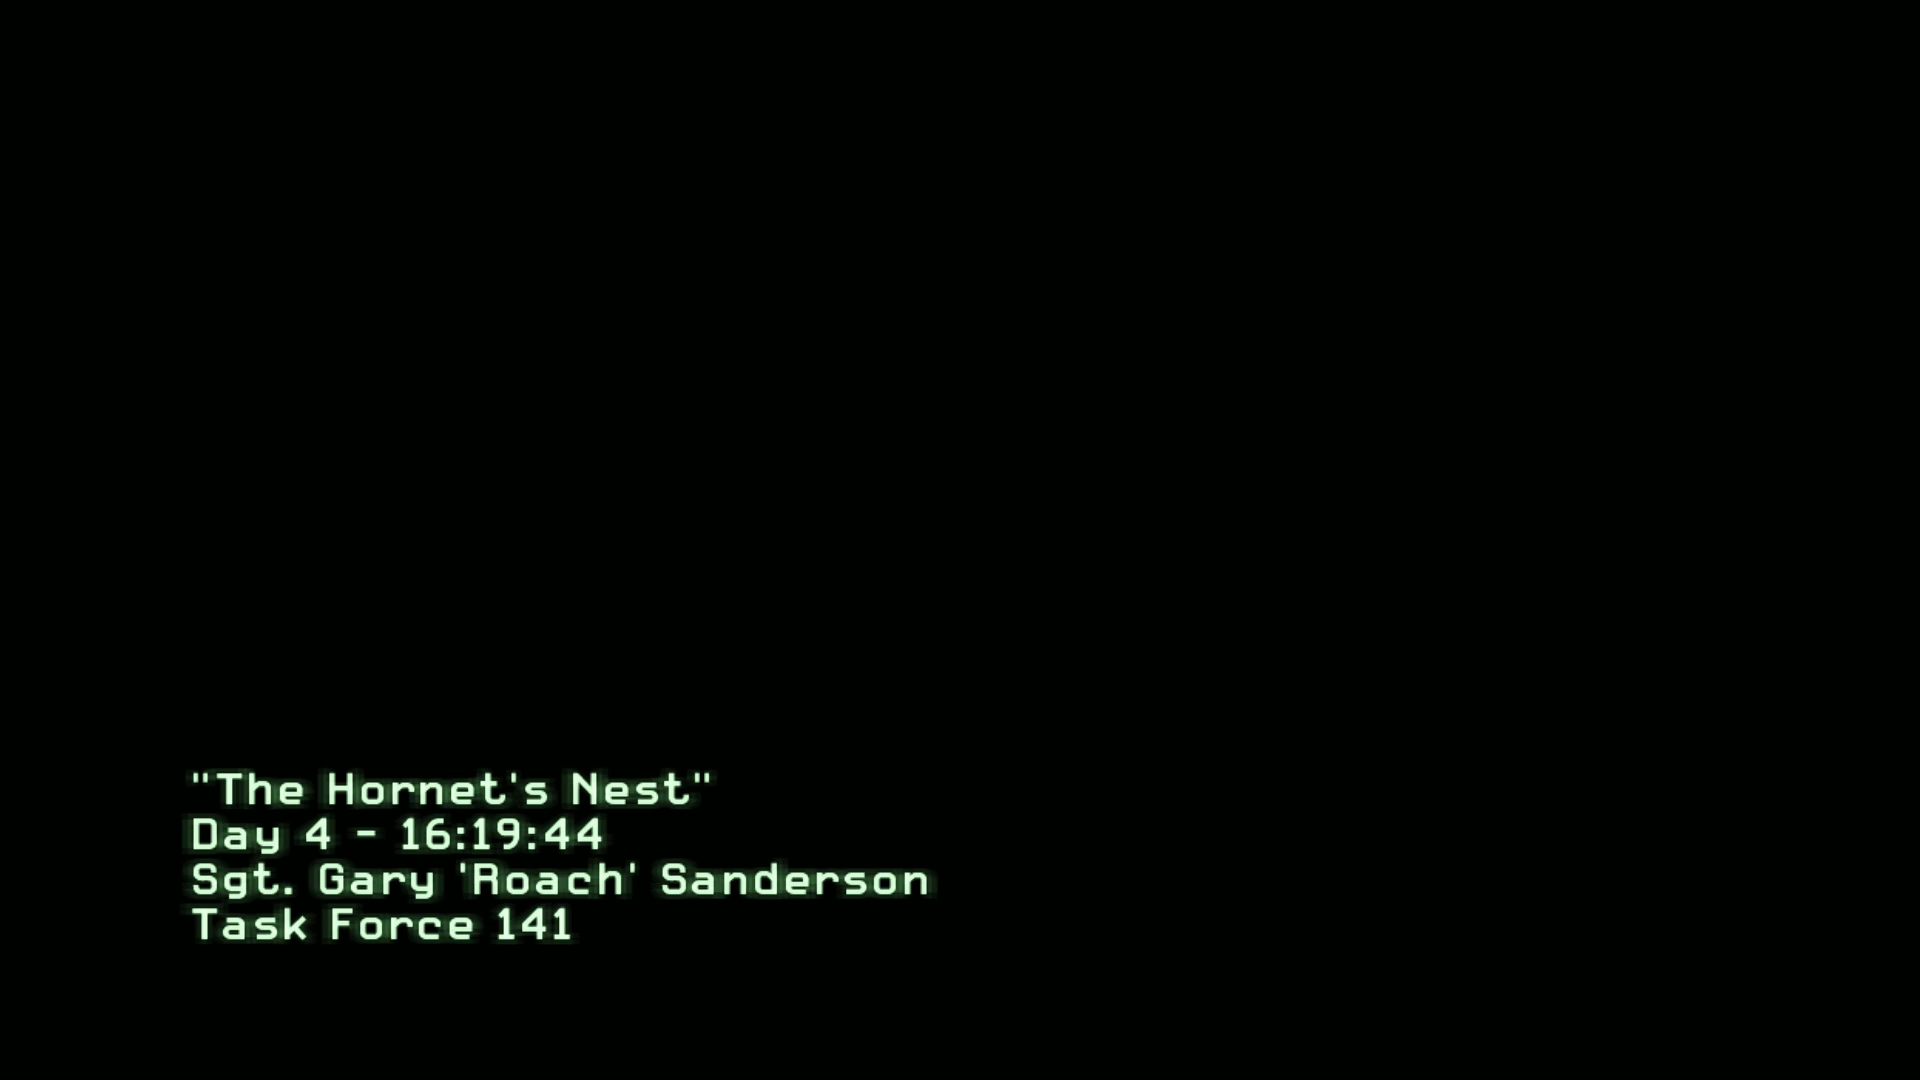 "The Hornet's Nest"
Day 4 - 16:19:44
Sgt. Gary 'Roach' Sanderson
Task Force 141